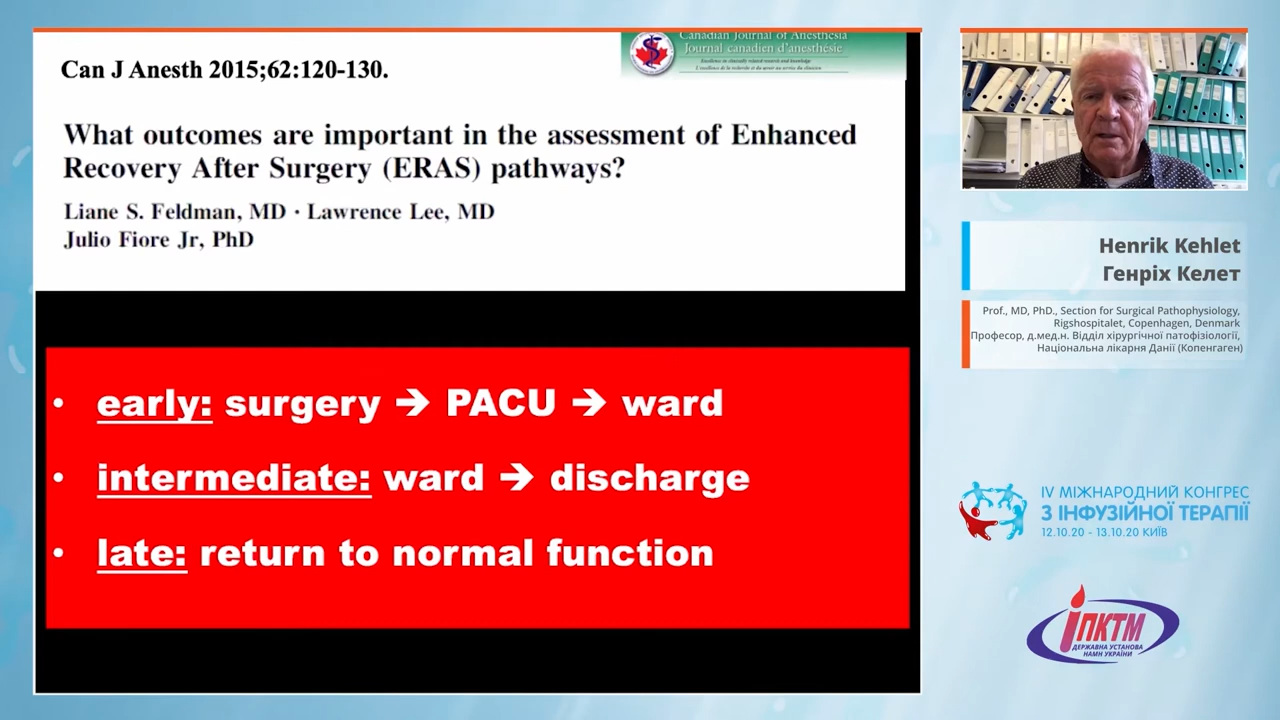 Can J Anesth 2015;62:120-130.
Canadian Journal of Anesthesia
Journal canadien d'anesthésie
What outcomes are important in the assessment of Enhanced
Recovery After Surgery (ERAS) pathways?
Liane S. Feldman, MD · Lawrence Lee, MD
Julio Fiore Jr, PhD
• early: surgery → PACU → ward
• intermediate: ward → discharge
• late: return to normal function
Henrik Kehlet
Генріх Келет
Prof., MD, PhD., Section for Surgical Pathophysiology,
Rigshospitalet, Copenhagen, Denmark
Професор, д.мед.н. Відділ хірургічної патофізіології,
Національна лікарня Данії (Копенгаген)
IV МІЖНАРОДНИЙ КОНГРЕС
З ІНФУЗІЙНОЇ ТЕРАПІЇ
12.10.20 - 13.10.20 КИЇВ
ІПКТМ
ДЕРЖАВНА УСТАНОВА
НАМН УКРАЇНИ